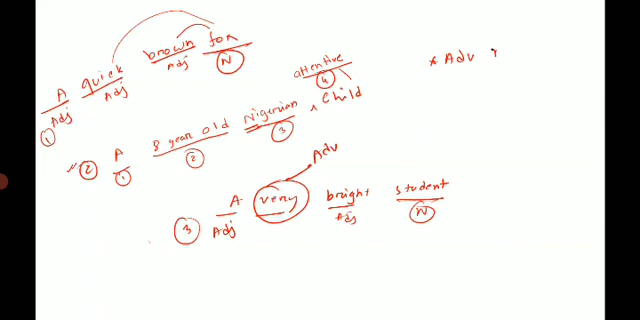 A quick brown fox
Adj Adj Adj N
① attentive
④
② A 8 year old Nigerian ^ Child
① ② ③
* Adv
Adv
③ A very bright student
Adj Adj N